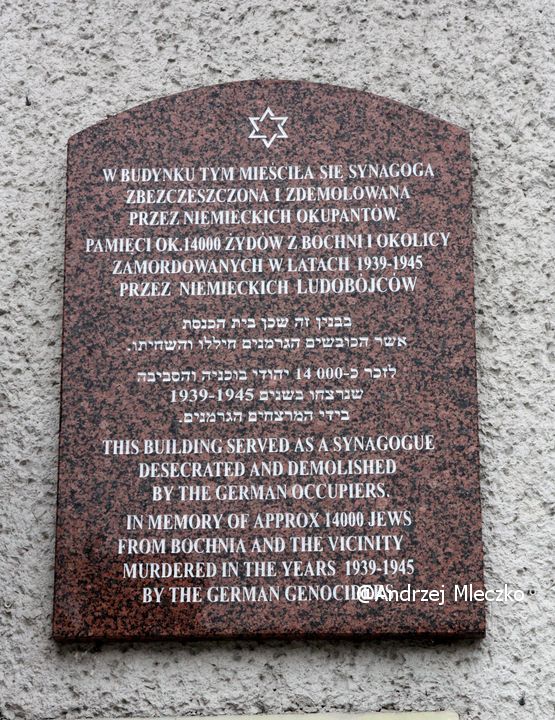 W BUDYNKU TYM MIEŚCIŁA SIĘ SYNAGOGA
ZBEZCZESZCZONA I ZDEMOLOWANA
PRZEZ NIEMIECKICH OKUPANTÓW.
PAMIĘCI OK.14000 ŻYDÓW Z BOCHNI I OKOLICY
ZAMORDOWANYCH W LATACH 1939-1945
PRZEZ NIEMIECKICH LUDOBÓJCÓW
בבנין זה שכן בית הכנסת
אשר הכובשים הגרמנים חיללו והשחיתו.
לזכר כ-000 14 יהודי בוכניה והסביבה
שנרצחו בשנים 1939-1945
בידי המרצחים הגרמנים.
THIS BUILDING SERVED AS A SYNAGOGUE
DESECRATED AND DEMOLISHED
BY THE GERMAN OCCUPIERS.
IN MEMORY OF APPROX 14000 JEWS
FROM BOCHNIA AND THE VICINITY
MURDERED IN THE YEARS 1939-1945
BY THE GERMAN GENOCIDERS
@Andrzej Mleczko